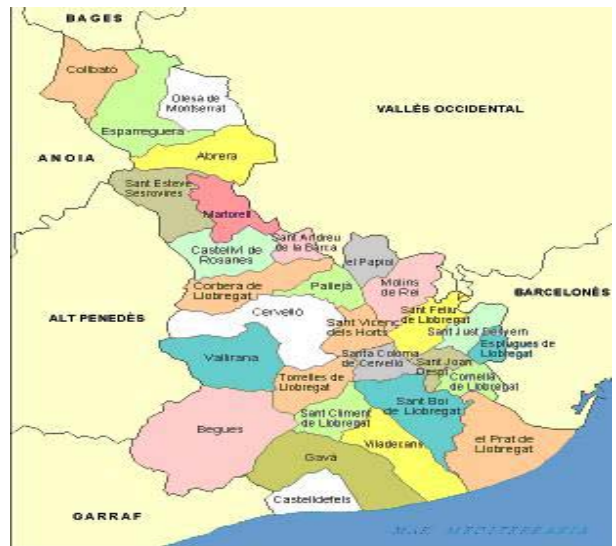 BAGES
Collbató
Olesa de
Montserrat
VALLÈS OCCIDENTAL
Esparreguera
ANOIA
Abrera
Sant Esteve
Sesrovires
Martorell
Castellví de
Rosanes
Sant Andreu
de la Barca
el Papiol
Corbera de
Llobregat
Pallejà
Molins
de Rei
BARCELONÈS
ALT PENEDÈS
Cervelló
Sant Vicenç
dels Horts
Sant Feliu
de Llobregat
Sant Just Desvern
Esplugues de
Llobregat
Vallirana
Santa Coloma
de Cervelló
Sant Joan
Despí
Torrelles de
Llobregat
Cornellà
de Llobregat
Sant Boi
de Llobregat
Sant Climent
de Llobregat
Begues
Viladecans
el Prat de
Llobregat
Gavà
Castelldefels
GARRAF
MAR MEDITERRÀNIA